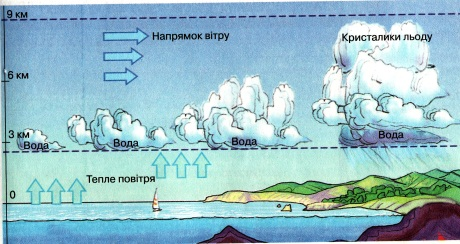 9 км
Напрямок вітру
Кристалики льоду
6 км
3 км
Вода
Вода
Вода
Вода
Тепле повітря
0